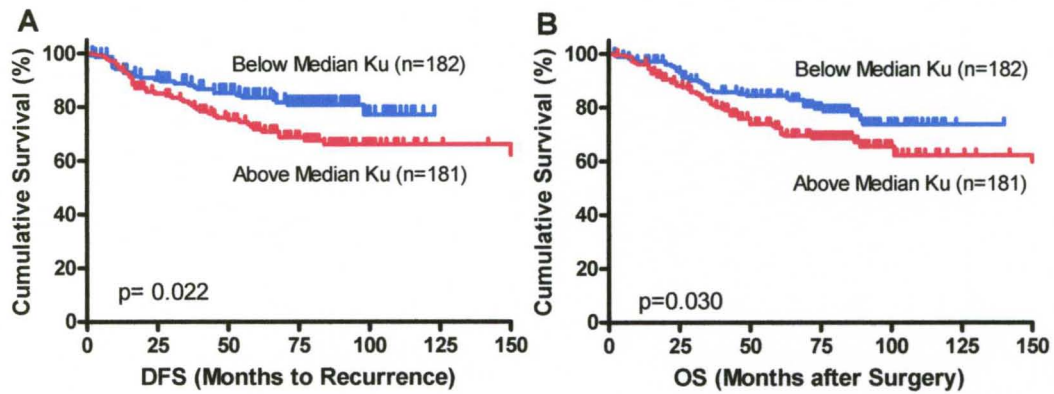 A
Cumulative Survival (%)
100
80
60
40
20
0
Below Median Ku (n=182)
Above Median Ku (n=181)
p= 0.022
0 25 50 75 100 125 150
DFS (Months to Recurrence)
B
Cumulative Survival (%)
100
80
60
40
20
0
Below Median Ku (n=182)
Above Median Ku (n=181)
p=0.030
0 25 50 75 100 125 150
OS (Months after Surgery)